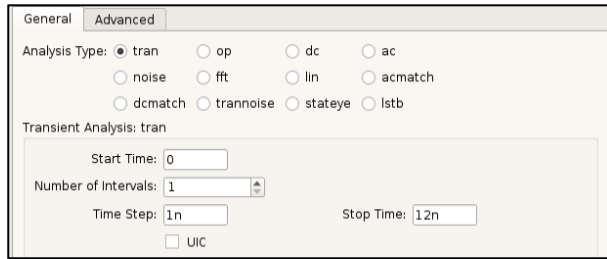 General Advanced
Analysis Type: tran op dc ac
noise fft lin acmatch
dcmatch trannoise stateye lstb
Transient Analysis: tran
Start Time: 0
Number of Intervals: 1
Time Step: 1n Stop Time: 12n
UIC